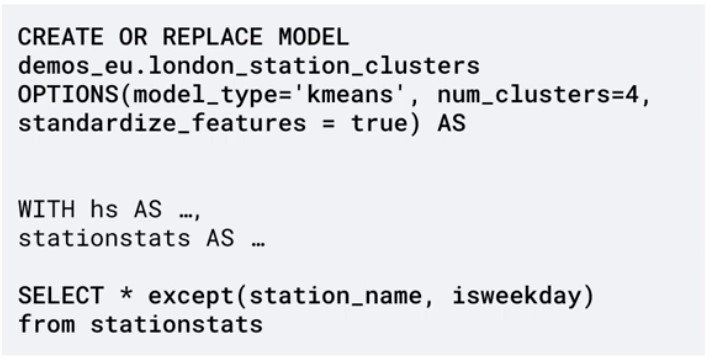 CREATE OR REPLACE MODEL
demos_eu.london_station_clusters
OPTIONS(model_type='kmeans', num_clusters=4,
standardize_features = true) AS
WITH hs AS …,
stationstats AS …
SELECT * except(station_name, isweekday)
from stationstats